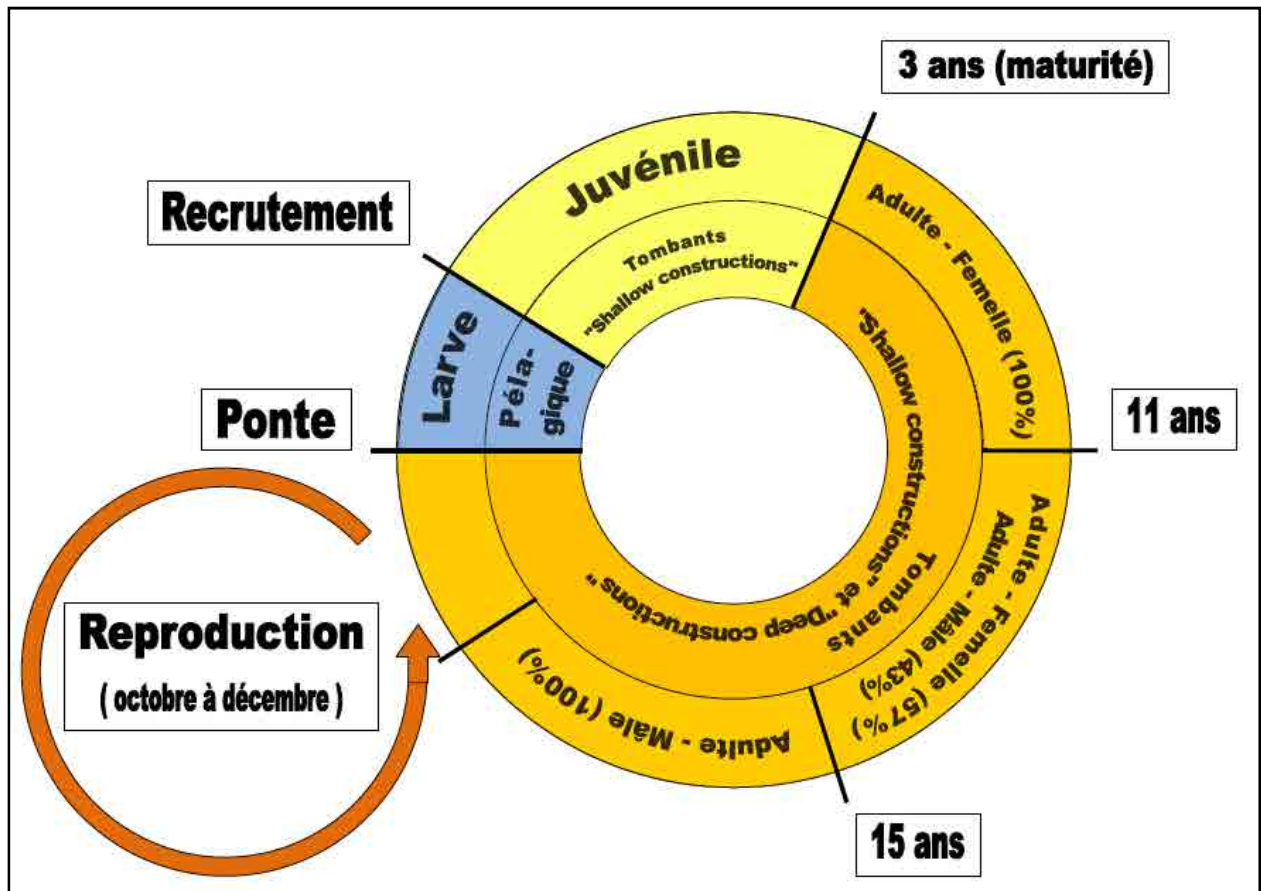 3 ans (maturité)
Juvénile
Tombants
"Shallow constructions"
Recrutement
Larve
Péla-
gique
Ponte
Adulte - Femelle (100%)
11 ans
"Shallow constructions" et "Deep constructions"
Tombants
Adulte - Femelle (57%)
Adulte - Mâle (43%)
15 ans
Adulte - Mâle (100%)
Reproduction
( octobre à décembre )